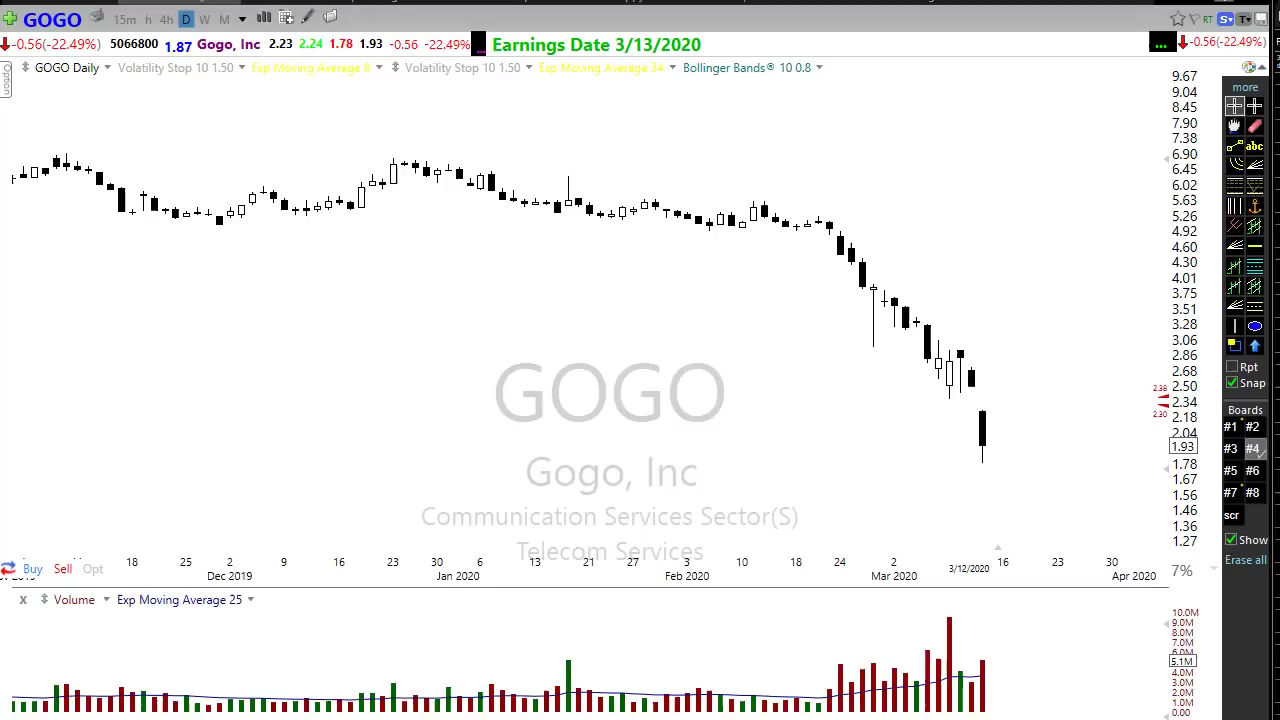 GOGO 15m h 4h D W M RT S T
-0.56(-22.49%) 5066800 1.87 Gogo, Inc 2.23 2.24 1.78 1.93 -0.56 -22.49% Earnings Date 3/13/2020 ... -0.56(-22.49%)
Option
GOGO Daily Volatility Stop 10 1.50 Exp Moving Average 8 Volatility Stop 10 1.50 Exp Moving Average 34 Bollinger Bands® 10 0.8
9.67
9.04
8.45
7.90
7.38
6.90
6.45
6.02
5.63
5.26
4.92
4.60
4.30
4.01
3.75
3.51
3.28
3.06
2.86
2.68
2.50
2.34
2.18
2.04
1.93
1.78
1.67
1.56
1.46
1.36
1.27
2.38
2.30
more
abc
Rpt
Snap
Boards
#1 #2
#3 #4
#5 #6
#7 #8
scr
Show
Erase all
GOGO
Gogo, Inc
Communication Services Sector(S)
Telecom Services
Buy Sell Opt
18 25 2 9 16 23 30 6 13 21 27 3 10 18 24 2 16 23 30
Dec 2019 Jan 2020 Feb 2020 Mar 2020 3/12/2020 Apr 2020
7%
x Volume Exp Moving Average 25
10.0M
9.0M
8.0M
7.0M
5.1M
4.0M
3.0M
2.0M
1.0M
0.00